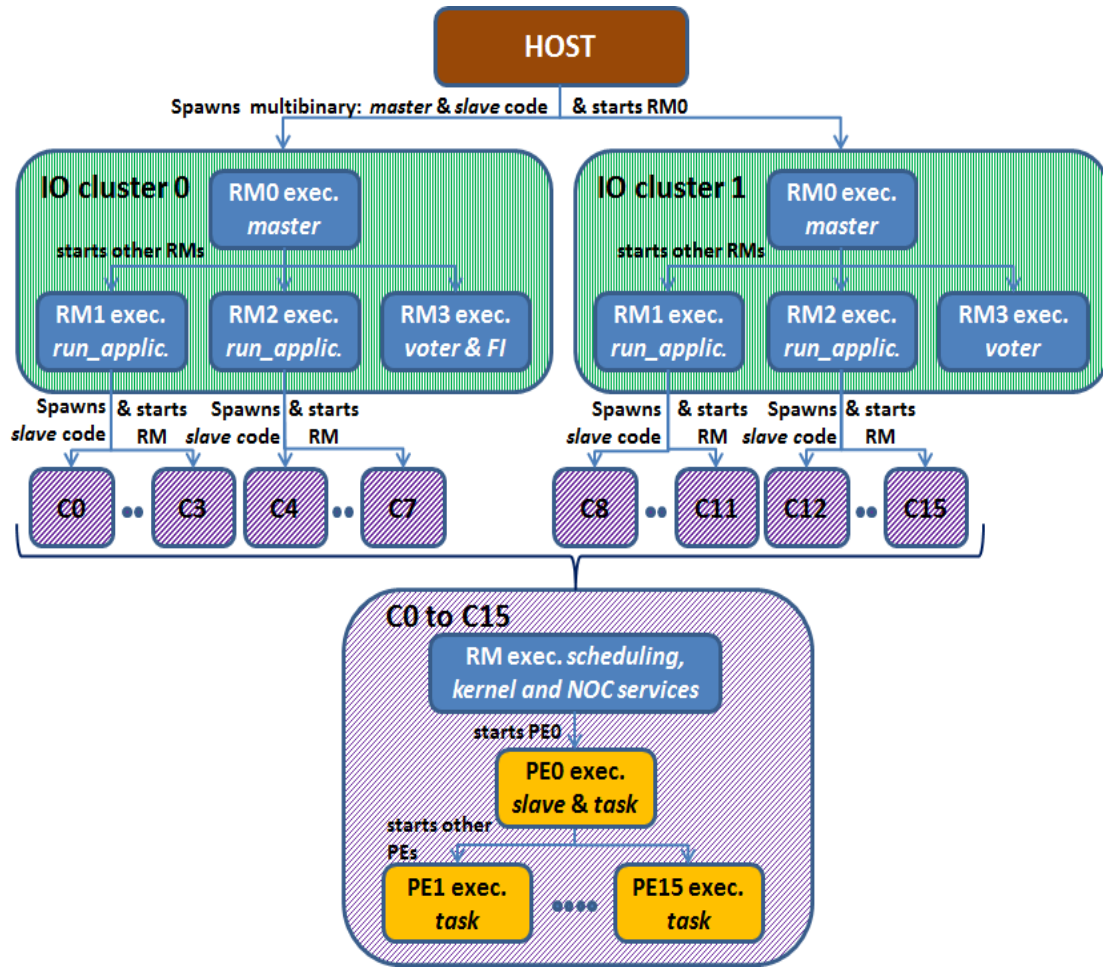 HOST
Spawns multibinary: master & slave code & starts RM0
IO cluster 0
RM0 exec.
master
starts other RMs
RM1 exec.
run_applic.
RM2 exec.
run_applic.
RM3 exec.
voter & FI
IO cluster 1
RM0 exec.
master
starts other RMs
RM1 exec.
run_applic.
RM2 exec.
run_applic.
RM3 exec.
voter
Spawns & starts
slave code RM
Spawns & starts
slave code RM
Spawns & starts
slave code RM
Spawns & starts
slave code RM
C0
C3
C4
C7
C8
C11
C12
C15
C0 to C15
RM exec. scheduling,
kernel and NOC services
starts PE0
PE0 exec.
slave & task
starts other
PEs
PE1 exec.
task
PE15 exec.
task